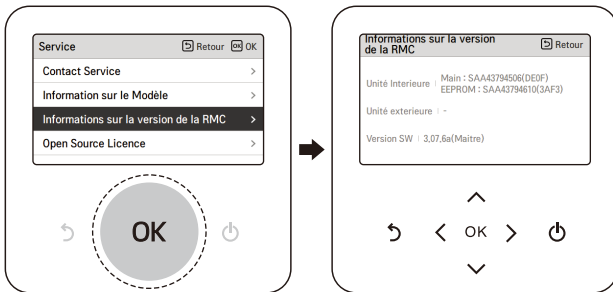 Service
Retour OK OK
Contact Service
Information sur le Modèle
Informations sur la version de la RMC
Open Source Licence
OK
Informations sur la version
de la RMC
Retour
Unité Interieure
Main : SAA43794506(DE0F)
EEPROM : SAA43794610(3AF3)
Unité exterieure -
Version SW 3,07,6a(Maitre)
OK